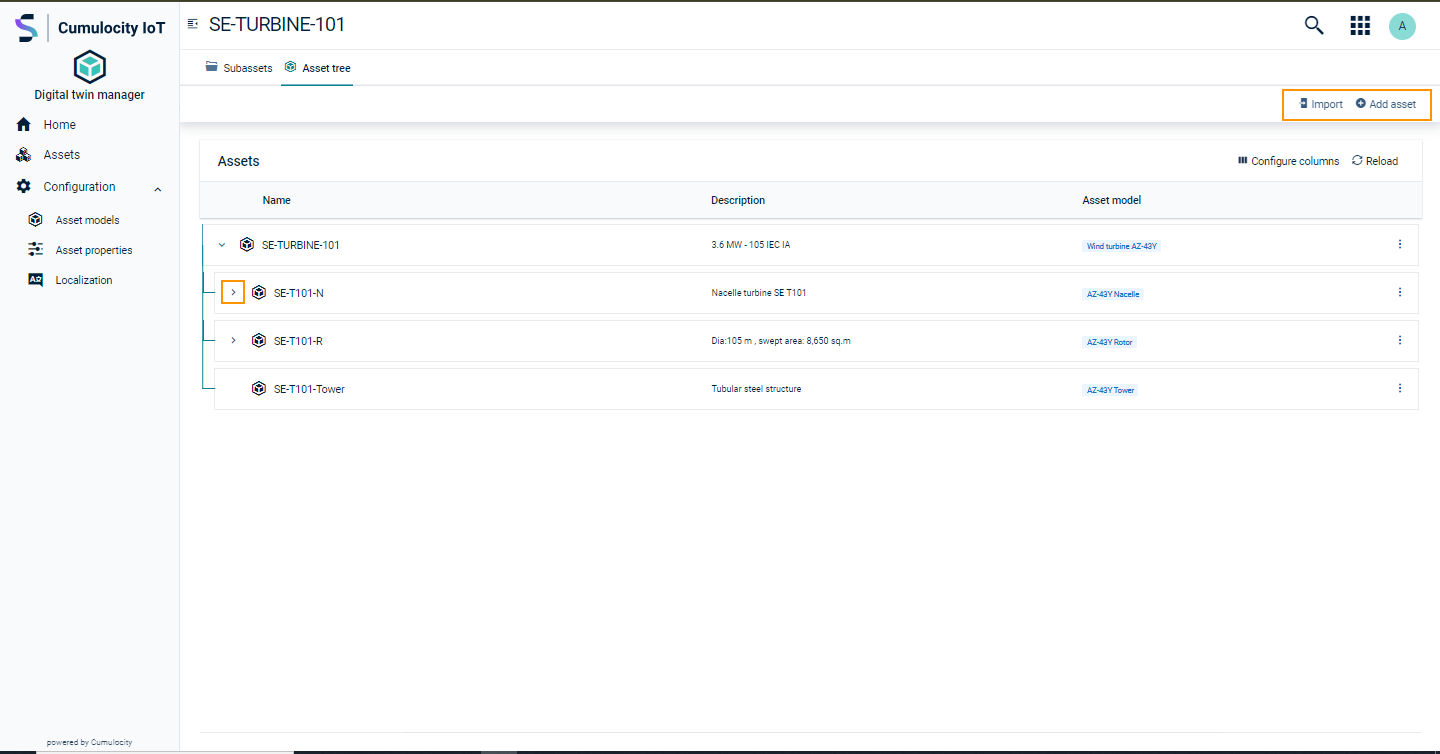 Cumulocity IoT
Digital twin manager
Home
Assets
Configuration
Asset models
Asset properties
Localization
powered by Cumulocity
SE-TURBINE-101
A
Subassets Asset tree
Import Add asset
Assets
Configure columns Reload
Name Description Asset model
SE-TURBINE-101 3.6 MW - 105 IEC IA Wind turbine AZ-43Y
SE-T101-N Nacelle turbine SE T101 AZ-43Y Nacelle
SE-T101-R Dia:105 m , swept area: 8,650 sq.m AZ-43Y Rotor
SE-T101-Tower Tubular steel structure AZ-43Y Tower